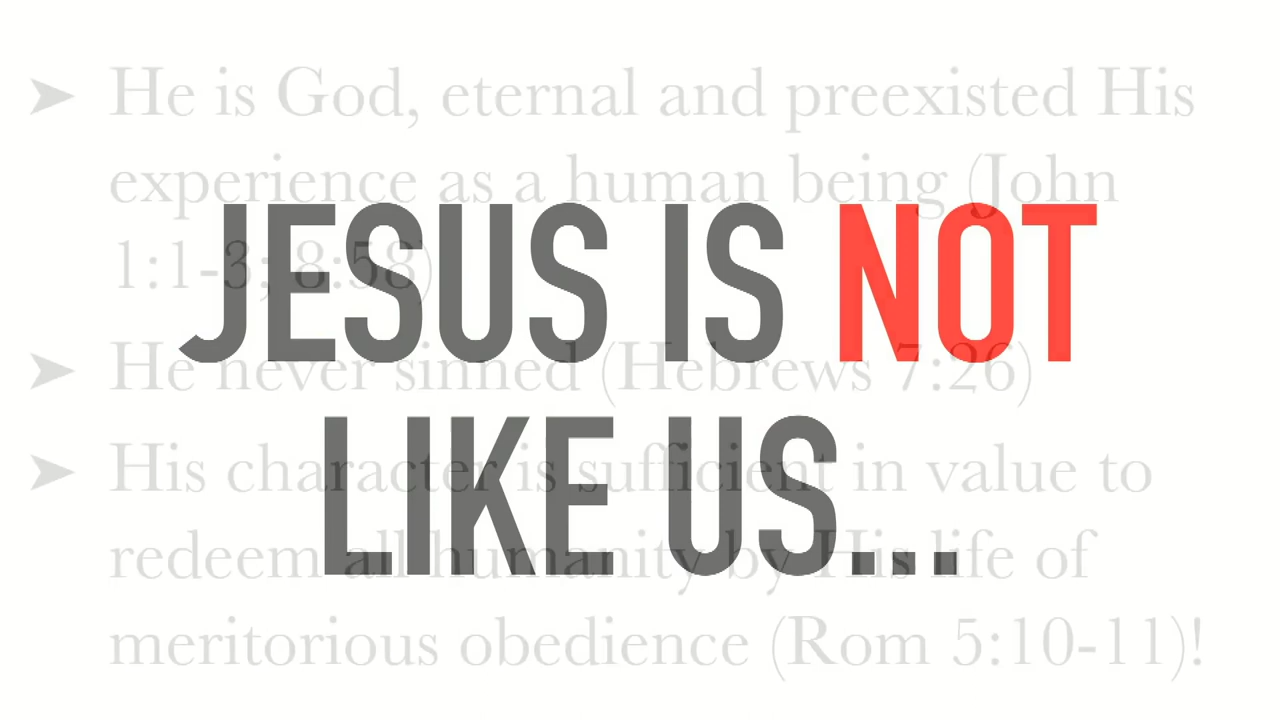 ➤ He is God, eternal and preexisted His
experience as a human being (John
1:1-3; 8:58)
JESUS IS NOT
➤ He never sinned (Hebrews 7:26)
LIKE US...
➤ His character is sufficient in value to
redeem all humanity by His life of
meritorious obedience (Rom 5:10-11)!